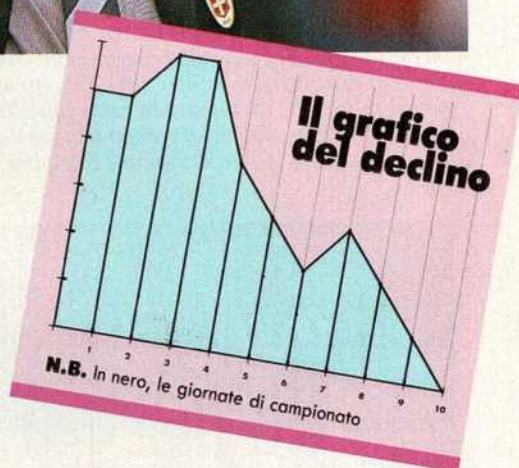 Il grafico
del declino
1 2 3 4 5 6 7 8 9 10
N.B. In nero, le giornate di campionato